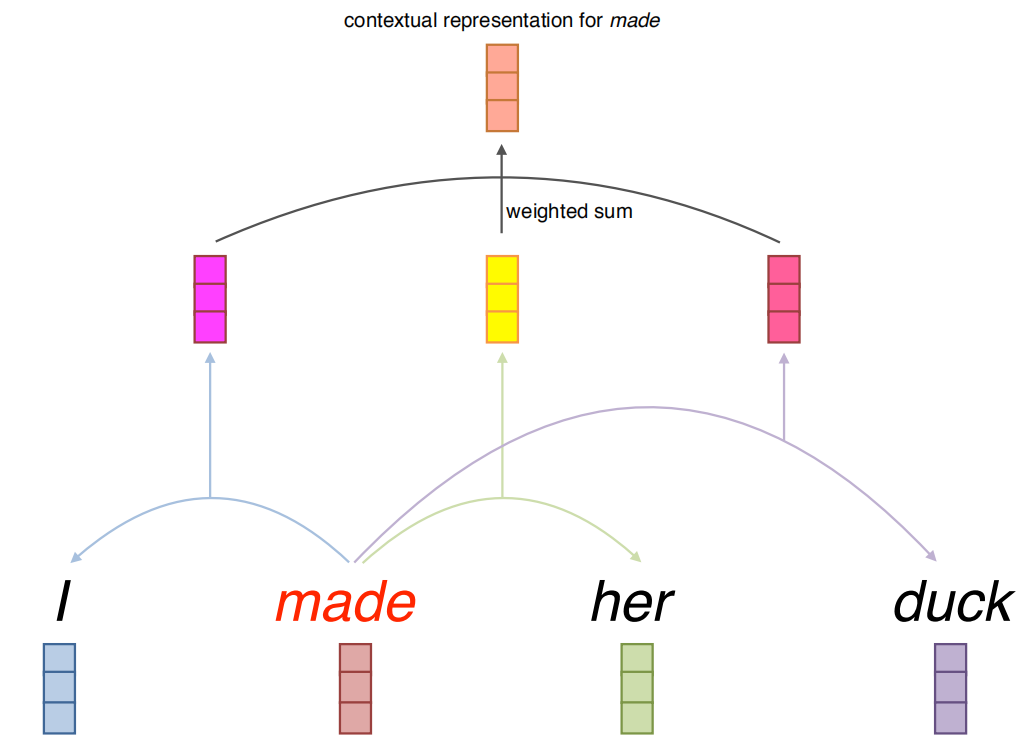 contextual representation for made
weighted sum
I made her duck